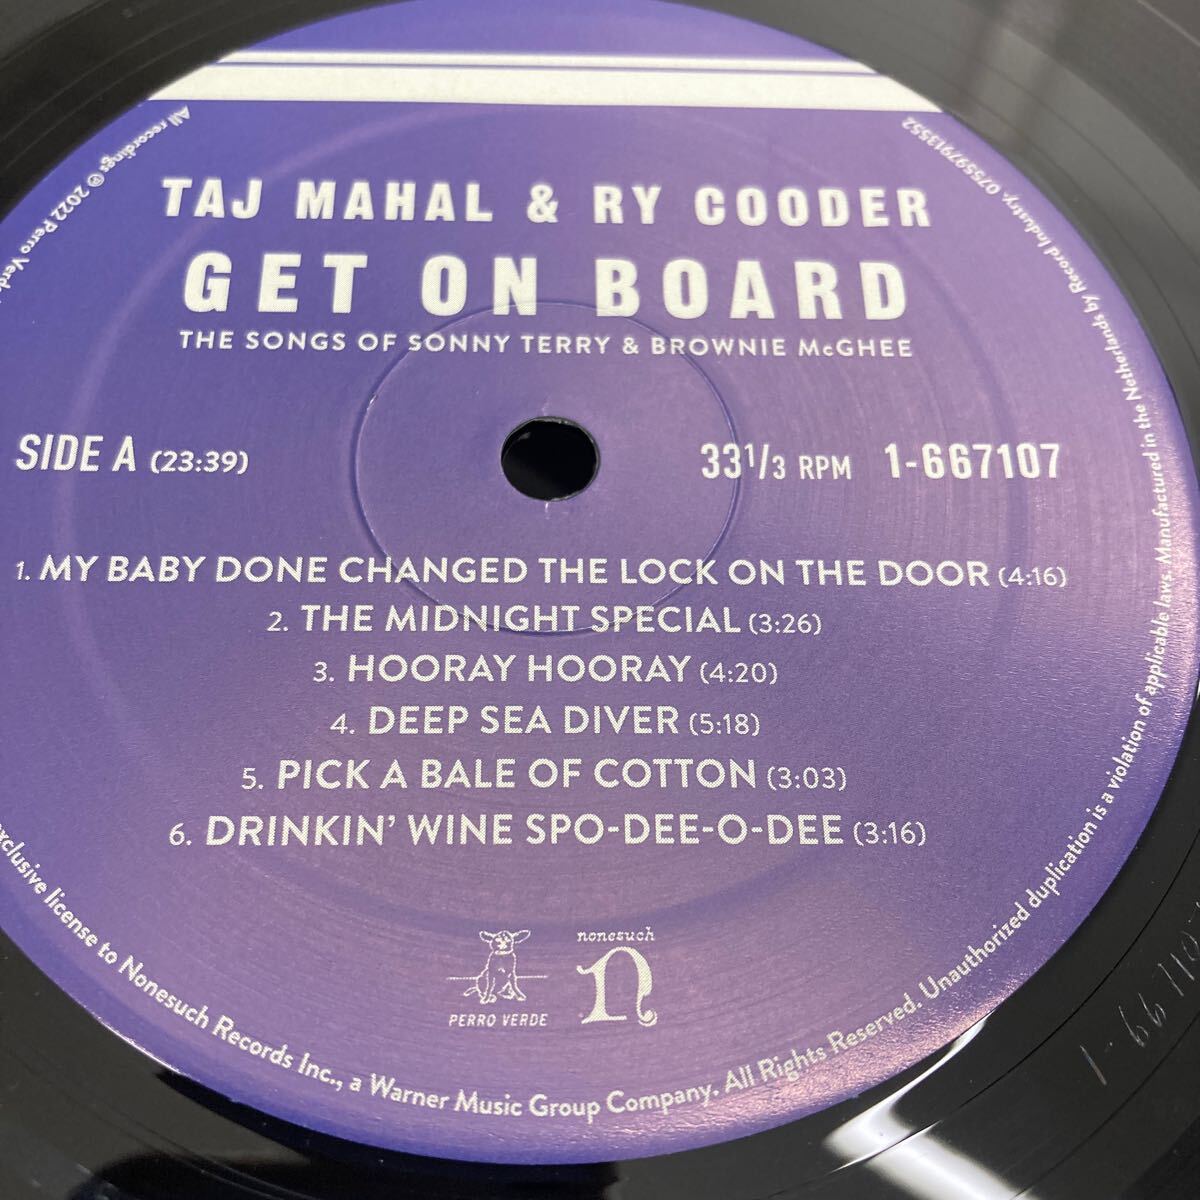 TAJ MAHAL & RY COODER
GET ON BOARD
THE SONGS OF SONNY TERRY & BROWNIE McGHEE
SIDE A (23:39)
33 1/3 RPM 1-667107
1. MY BABY DONE CHANGED THE LOCK ON THE DOOR (4:16)
2. THE MIDNIGHT SPECIAL (3:26)
3. HOORAY HOORAY (4:20)
4. DEEP SEA DIVER (5:18)
5. PICK A BALE OF COTTON (3:03)
6. DRINKIN' WINE SPO-DEE-O-DEE (3:16)
PERRO VERDE
nonesuch
N
All recordings ℗ 2022 Perro
exclusive license to Nonesuch Records Inc., a Warner Music Group Company. All Rights Reserved. Unauthorized duplication is a violation of applicable laws. Manufactured in the Netherlands by Record Industry. 075597913552